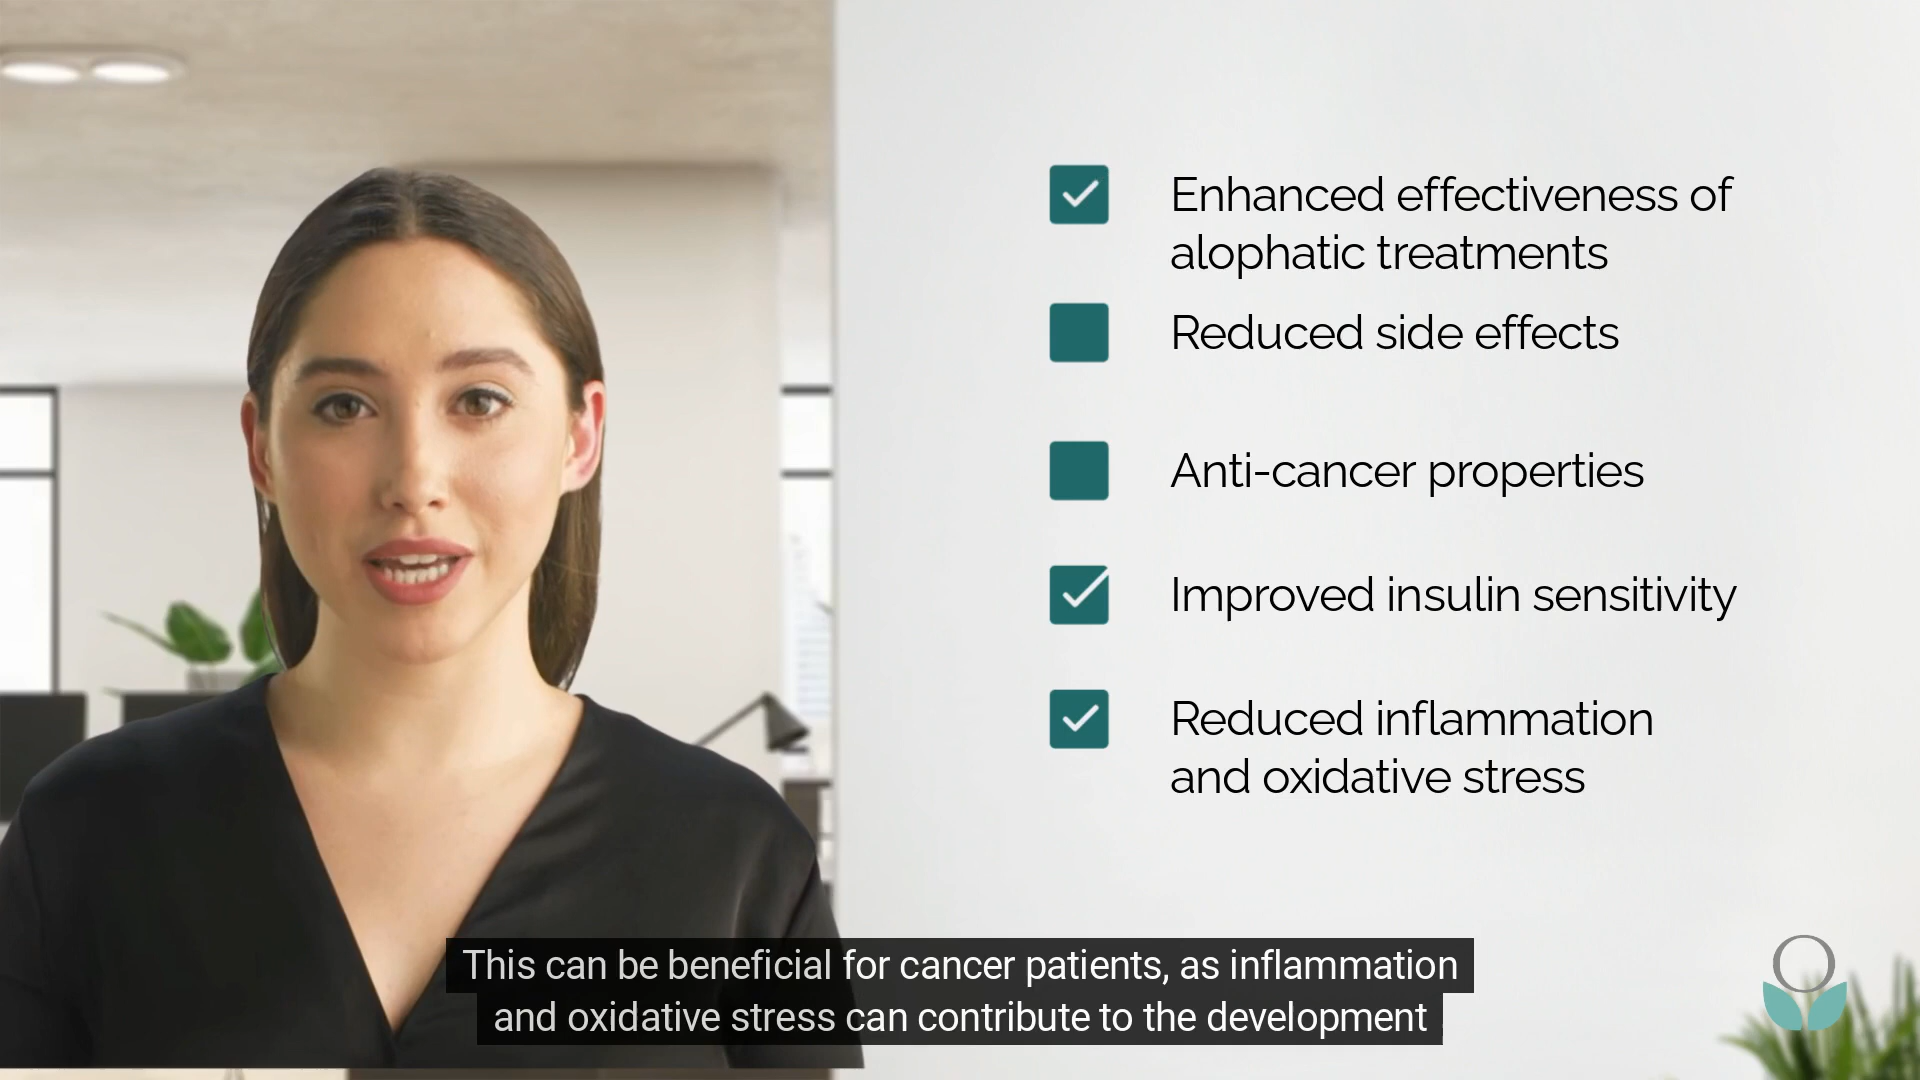 Enhanced effectiveness of
alophatic treatments
Reduced side effects
Anti-cancer properties
Improved insulin sensitivity
Reduced inflammation
and oxidative stress
This can be beneficial for cancer patients, as inflammation
and oxidative stress can contribute to the development